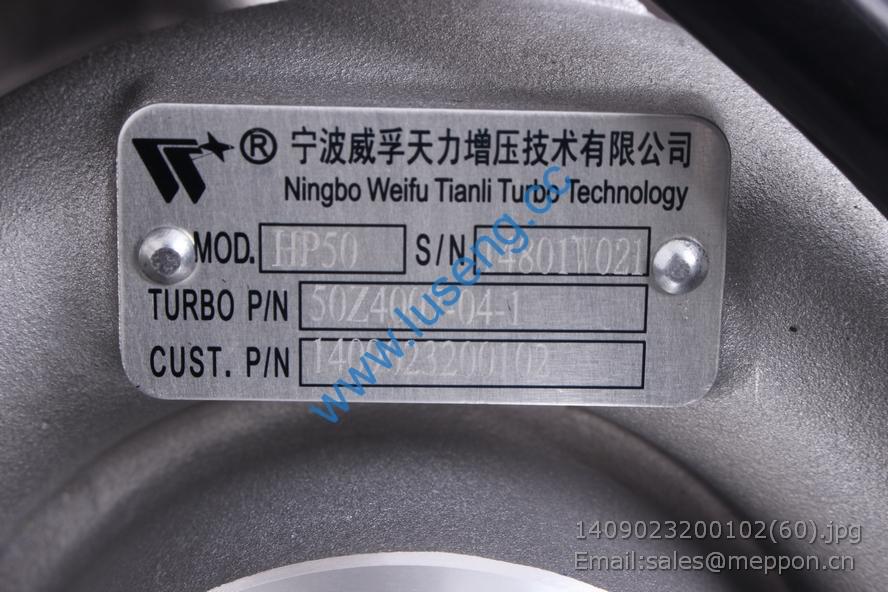 ® 宁波威孚天力增压技术有限公司
Ningbo Weifu Tianli Turbo Technology
MOD. HP50 S/N
TURBO P/N
CUST. P/N 1409023200102
www.luseng.cc
1409023200102(60).jpg
Email:sales@meppon.cn